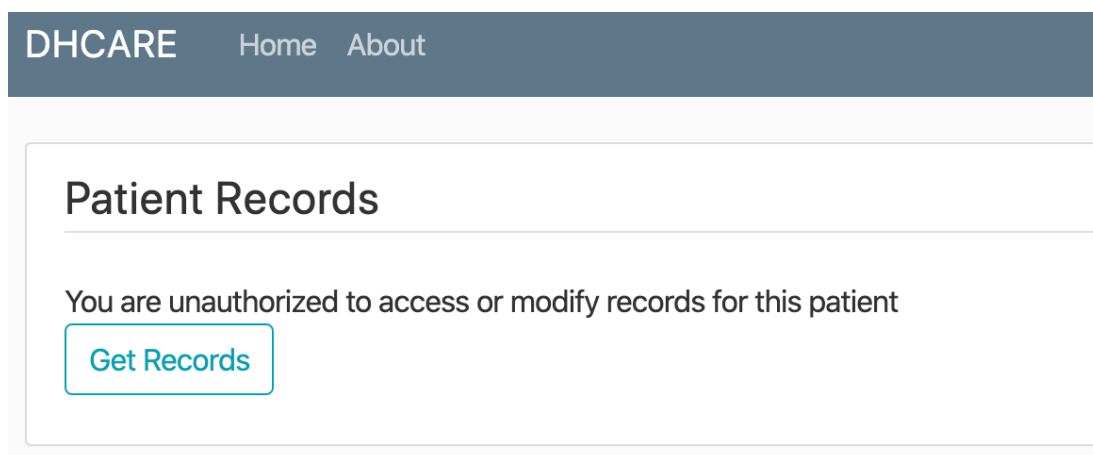 DHCARE Home About
Patient Records
You are unauthorized to access or modify records for this patient
Get Records